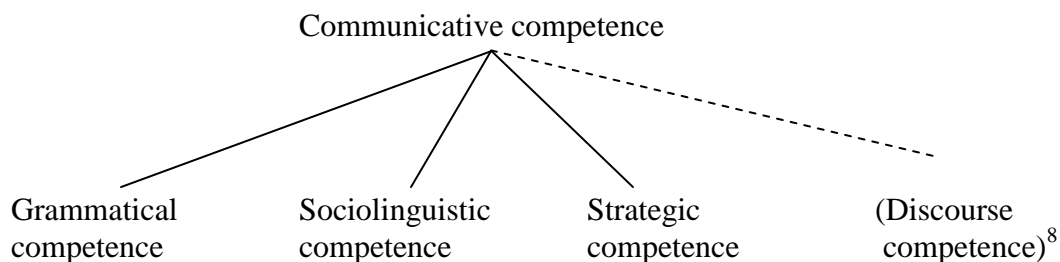 Communicative competence
Grammatical competence
Sociolinguistic competence
Strategic competence
(Discourse competence)⁸